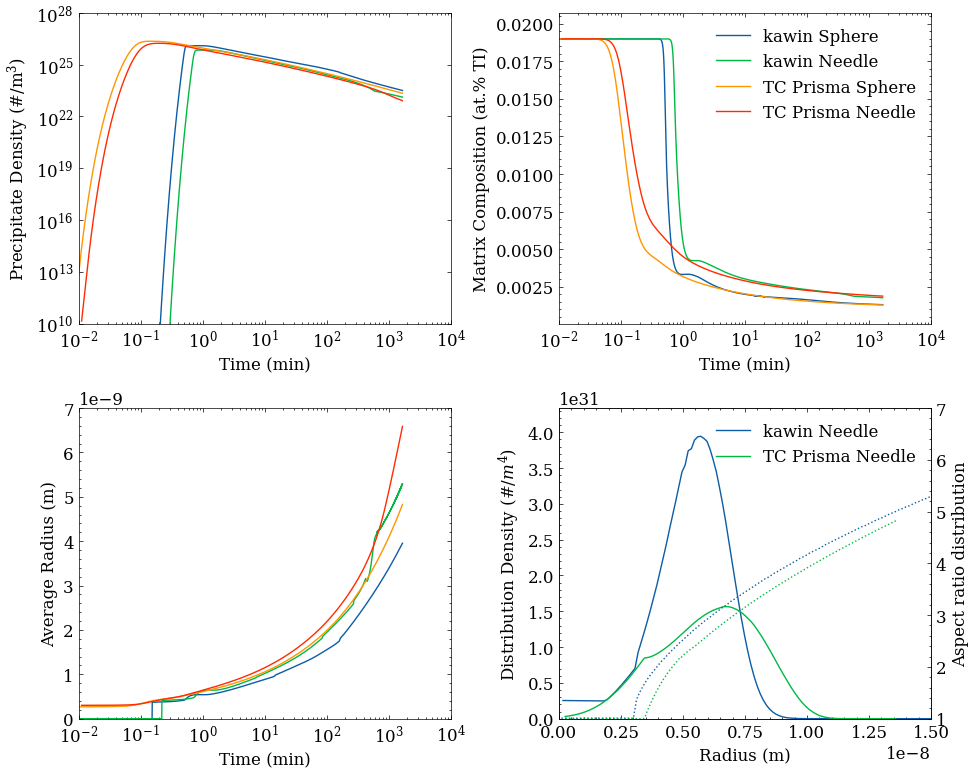 10^28
10^25
10^22
10^19
10^16
10^13
10^10
Precipitate Density (#/m^3)
10^−2 10^−1 10^0 10^1 10^2 10^3 10^4
Time (min)
0.0200
0.0175
0.0150
0.0125
0.0100
0.0075
0.0050
0.0025
Matrix Composition (at.% Tl)
kawin Sphere
kawin Needle
TC Prisma Sphere
TC Prisma Needle
10^−2 10^−1 10^0 10^1 10^2 10^3 10^4
Time (min)
1e−9
7
6
5
4
3
2
1
0
Average Radius (m)
10^−2 10^−1 10^0 10^1 10^2 10^3 10^4
Time (min)
1e31
4.0
3.5
3.0
2.5
2.0
1.5
1.0
0.5
0.0
Distribution Density (#/m^4)
kawin Needle
TC Prisma Needle
7
6
5
4
3
2
1
Aspect ratio distribution
0.00 0.25 0.50 0.75 1.00 1.25 1.50
Radius (m)
1e−8